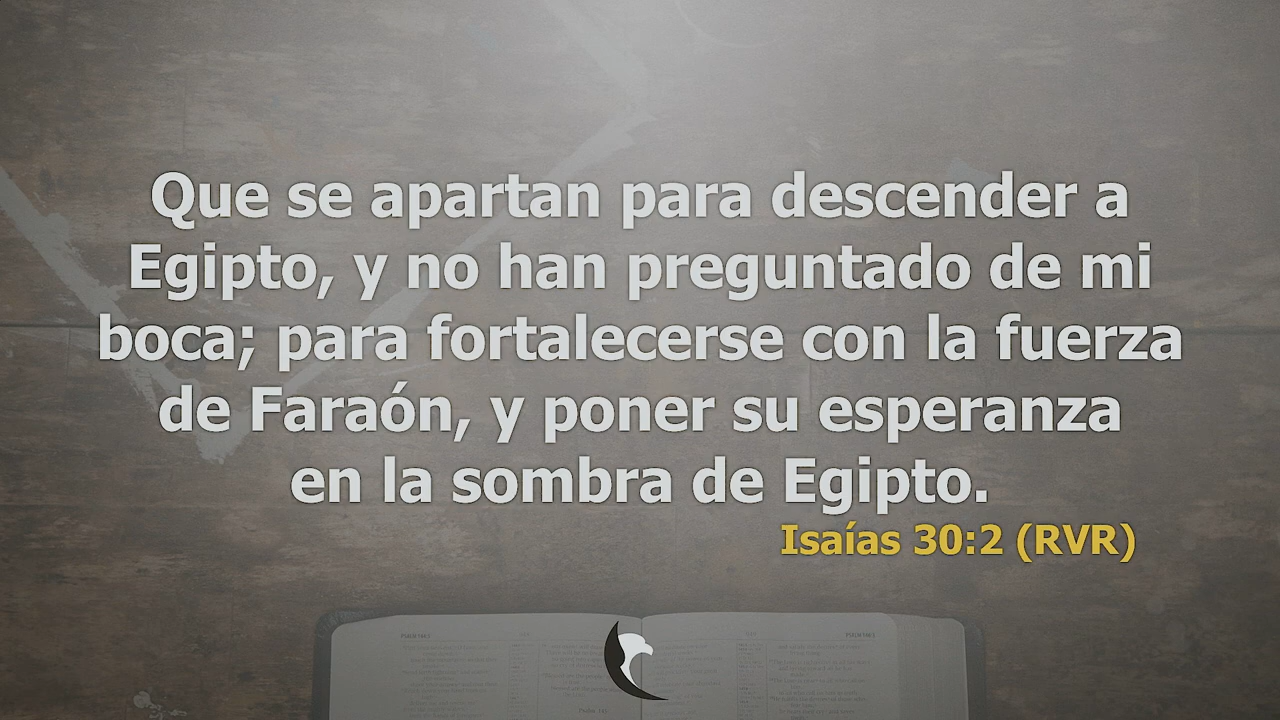 Que se apartan para descender a
Egipto, y no han preguntado de mi
boca; para fortalecerse con la fuerza
de Faraón, y poner su esperanza
en la sombra de Egipto.
Isaías 30:2 (RVR)